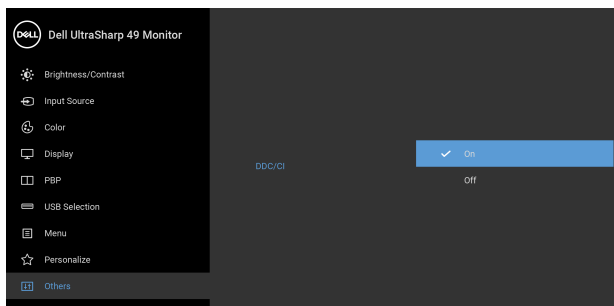 DELL Dell UltraSharp 49 Monitor
Brightness/Contrast
Input Source
Color
Display
PBP
USB Selection
Menu
Personalize
Others
DDC/CI
On
Off